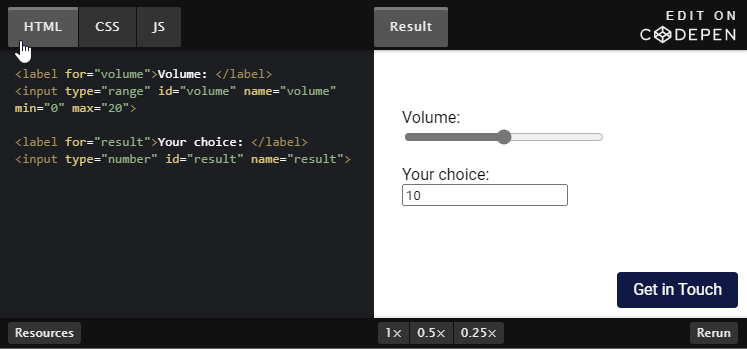 HTML CSS JS
Result
EDIT ON
CODEPEN
<label for="volume">Volume: </label>
<input type="range" id="volume" name="volume"
min="0" max="20">
<label for="result">Your choice: </label>
<input type="number" id="result" name="result">
Volume:
Your choice:
10
Get in Touch
Resources
1× 0.5× 0.25×
Rerun